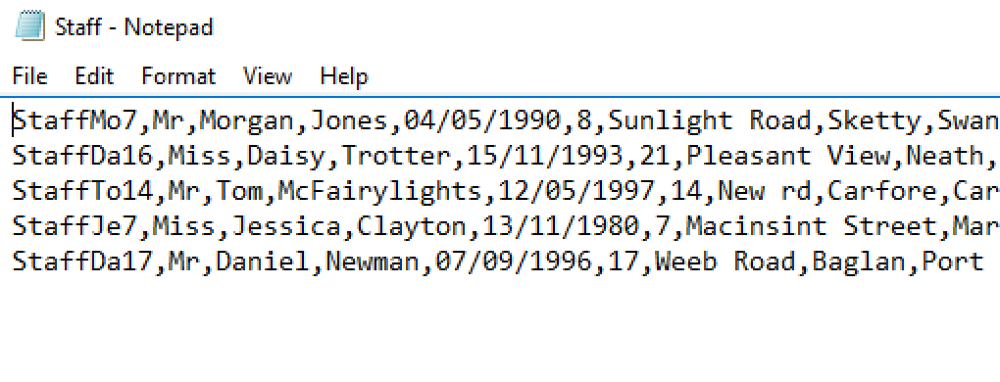 Staff - Notepad
File Edit Format View Help
StaffMo7,Mr,Morgan,Jones,04/05/1990,8,Sunlight Road,Sketty,Swan
StaffDa16,Miss,Daisy,Trotter,15/11/1993,21,Pleasant View,Neath,
StaffTo14,Mr,Tom,McFairylights,12/05/1997,14,New rd,Carfore,Car
StaffJe7,Miss,Jessica,Clayton,13/11/1980,7,Macinsint Street,Mar
StaffDa17,Mr,Daniel,Newman,07/09/1996,17,Weeb Road,Baglan,Port